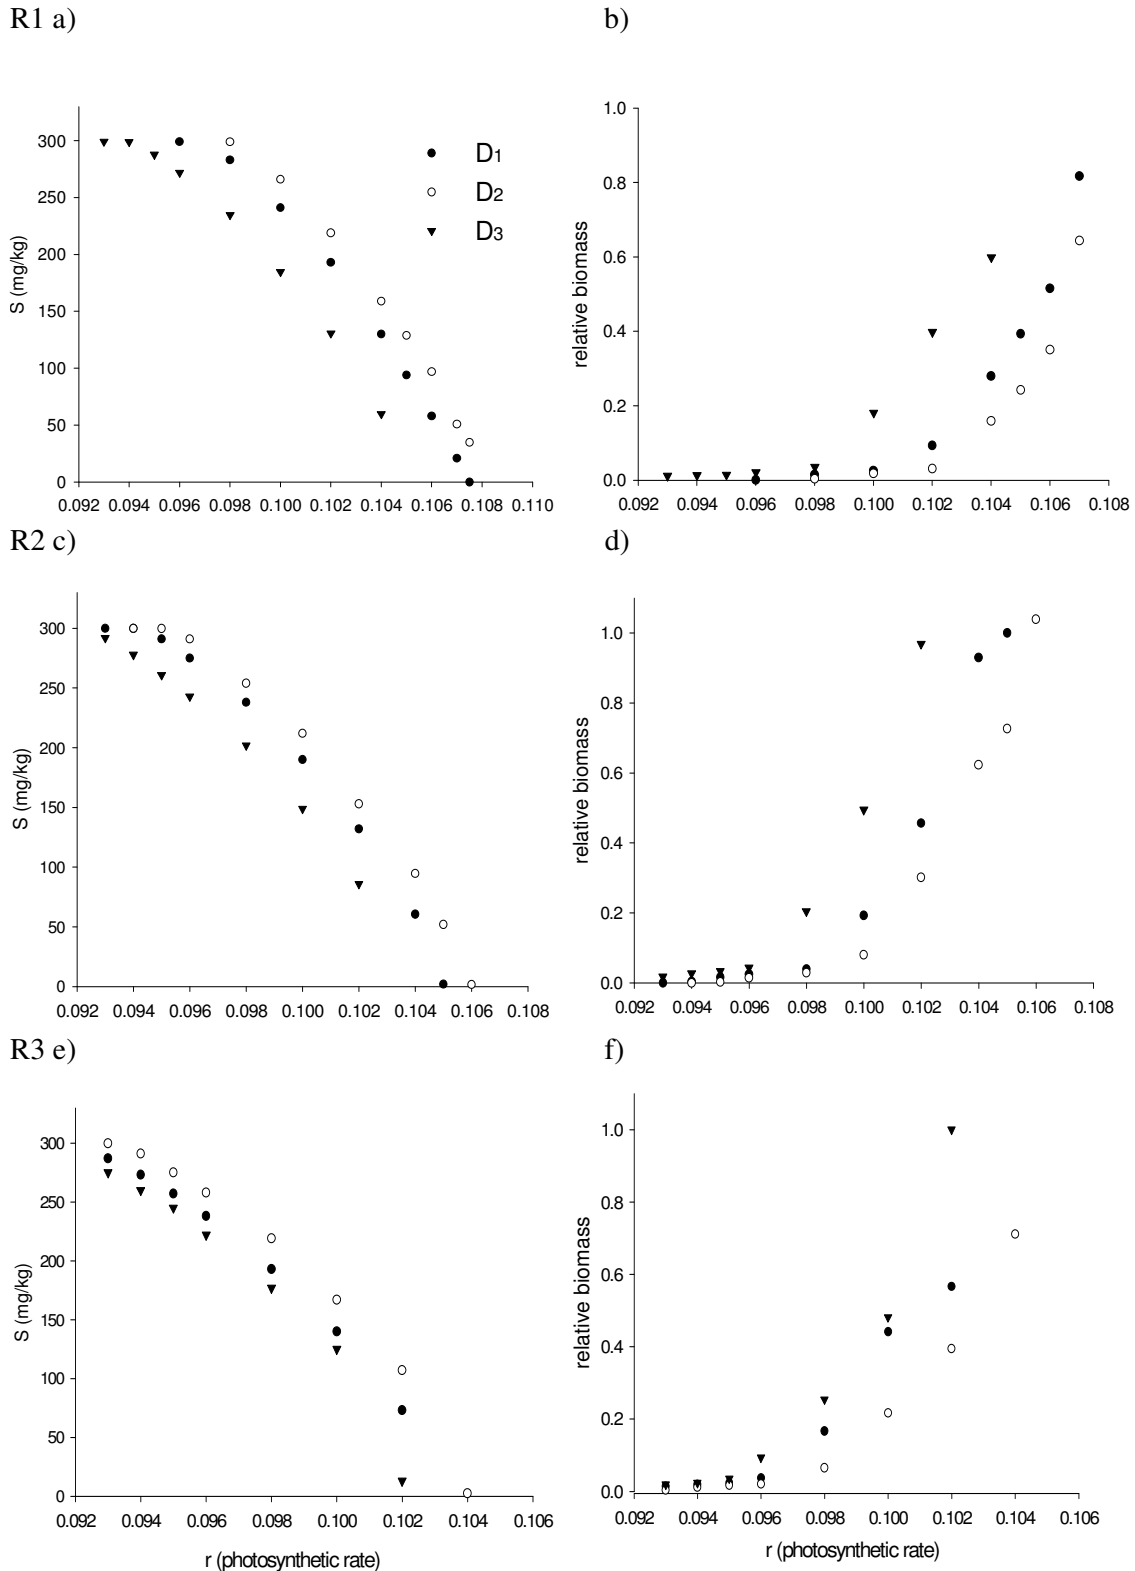 R1 a)
b)
S (mg/kg)
300
250
200
150
100
50
0
0.092 0.094 0.096 0.098 0.100 0.102 0.104 0.106 0.108 0.110
D1
D2
D3
relative biomass
1.0
0.8
0.6
0.4
0.2
0.0
0.092 0.094 0.096 0.098 0.100 0.102 0.104 0.106 0.108
R2 c)
d)
S (mg/kg)
300
250
200
150
100
50
0
0.092 0.094 0.096 0.098 0.100 0.102 0.104 0.106 0.108
relative biomass
1.0
0.8
0.6
0.4
0.2
0.0
0.092 0.094 0.096 0.098 0.100 0.102 0.104 0.106 0.108
R3 e)
f)
S (mg/kg)
300
250
200
150
100
50
0
0.092 0.094 0.096 0.098 0.100 0.102 0.104 0.106
r (photosynthetic rate)
relative biomass
1.0
0.8
0.6
0.4
0.2
0.0
0.092 0.094 0.096 0.098 0.100 0.102 0.104 0.106
r (photosynthetic rate)